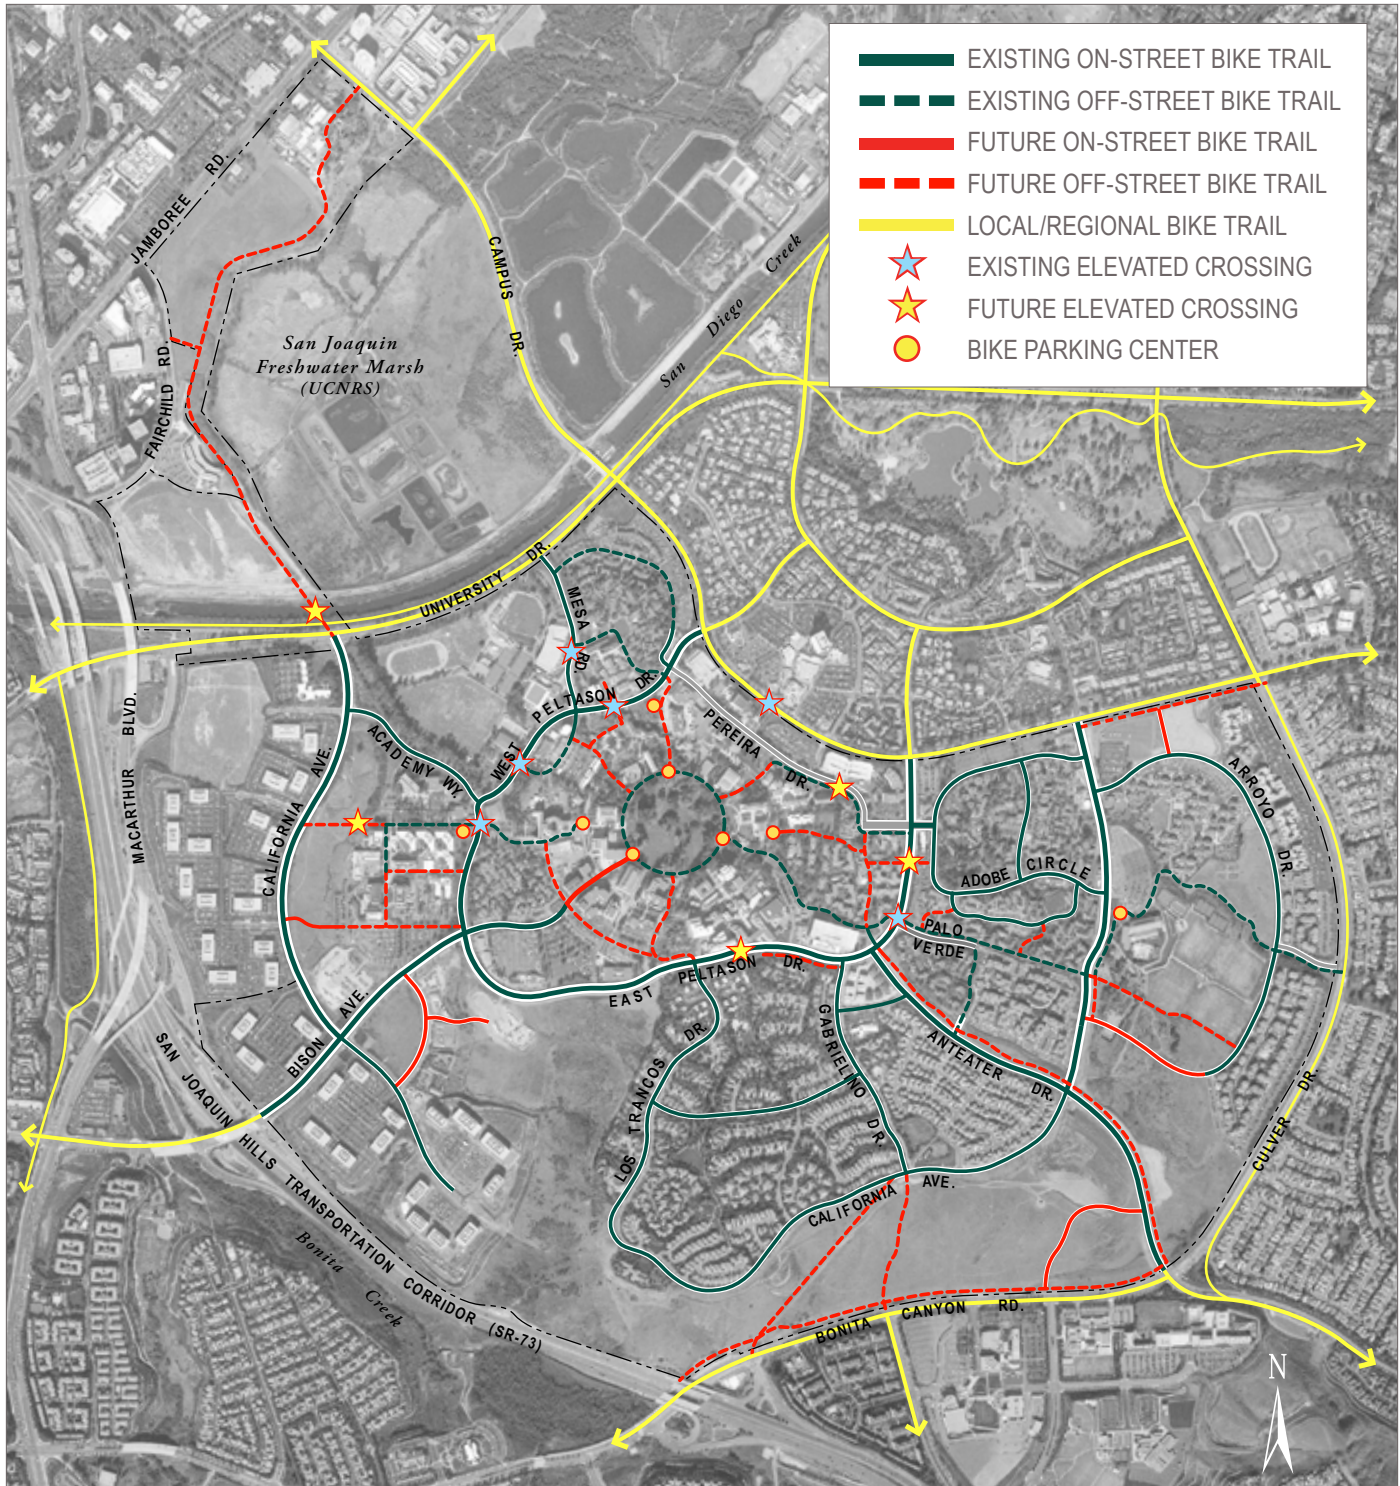 EXISTING ON-STREET BIKE TRAIL
EXISTING OFF-STREET BIKE TRAIL
FUTURE ON-STREET BIKE TRAIL
FUTURE OFF-STREET BIKE TRAIL
LOCAL/REGIONAL BIKE TRAIL
EXISTING ELEVATED CROSSING
FUTURE ELEVATED CROSSING
BIKE PARKING CENTER
JAMBOREE RD.
CAMPUS DR.
San Diego Creek
San Joaquin
Freshwater Marsh
(UCNRS)
FAIRCHILD RD.
UNIVERSITY DR.
MESA RD.
WEST PELTASON DR.
PEREIRA DR.
MACARTHUR BLVD.
ACADEMY WY.
CALIFORNIA AVE.
ARROYO DR.
ADOBE CIRCLE
PALO
VERDE
EAST PELTASON DR.
BISON AVE.
LOS TRANCOS DR.
GABRIELINO DR.
ANTEATER DR.
CULVER DR.
CALIFORNIA AVE.
SAN JOAQUIN HILLS TRANSPORTATION CORRIDOR (SR-73)
Bonita Creek
BONITA CANYON RD.
N